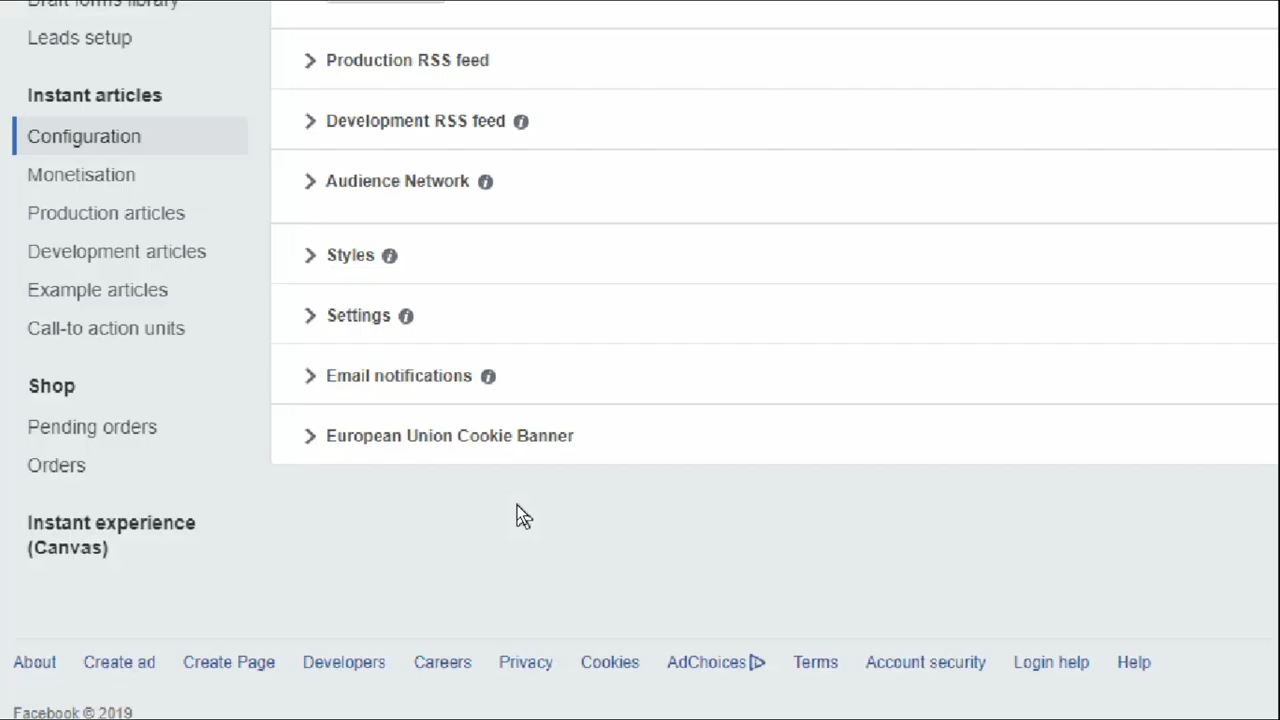 Draft forms library
Leads setup
Instant articles
Configuration
Monetisation
Production articles
Development articles
Example articles
Call-to action units
Shop
Pending orders
Orders
Instant experience
(Canvas)
Production RSS feed
Development RSS feed
Audience Network
Styles
Settings
Email notifications
European Union Cookie Banner
About Create ad Create Page Developers Careers Privacy Cookies AdChoices Terms Account security Login help Help
Facebook © 2019